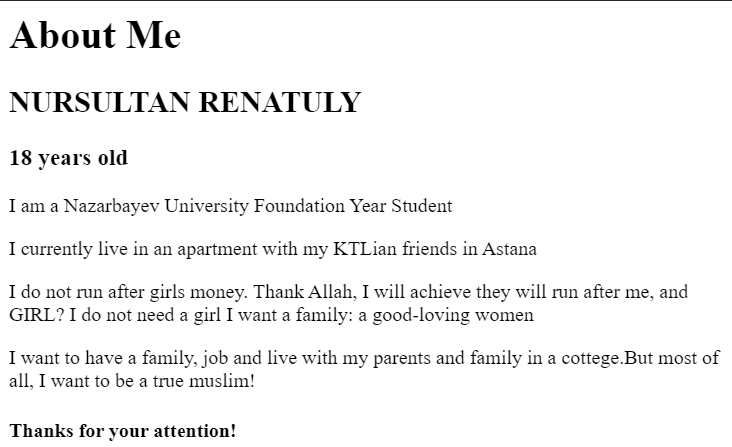 About Me
NURSULTAN RENATULY
18 years old
I am a Nazarbayev University Foundation Year Student
I currently live in an apartment with my KTLian friends in Astana
I do not run after girls money. Thank Allah, I will achieve they will run after me, and
GIRL? I do not need a girl I want a family: a good-loving women
I want to have a family, job and live with my parents and family in a cottege.But most of
all, I want to be a true muslim!
Thanks for your attention!